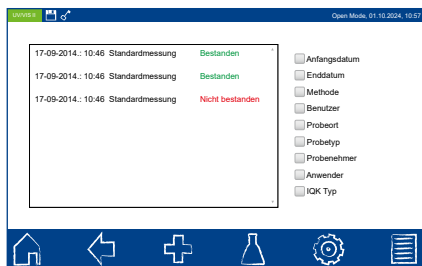 UV/VIS II
Open Mode, 01.10.2024, 10:57
17-09-2014.: 10:46 Standardmessung Bestanden
17-09-2014.: 10:46 Standardmessung Bestanden
17-09-2014.: 10:46 Standardmessung Nicht bestanden
Anfangsdatum
Enddatum
Methode
Benutzer
Probeort
Probetyp
Probenehmer
Anwender
IQK Typ